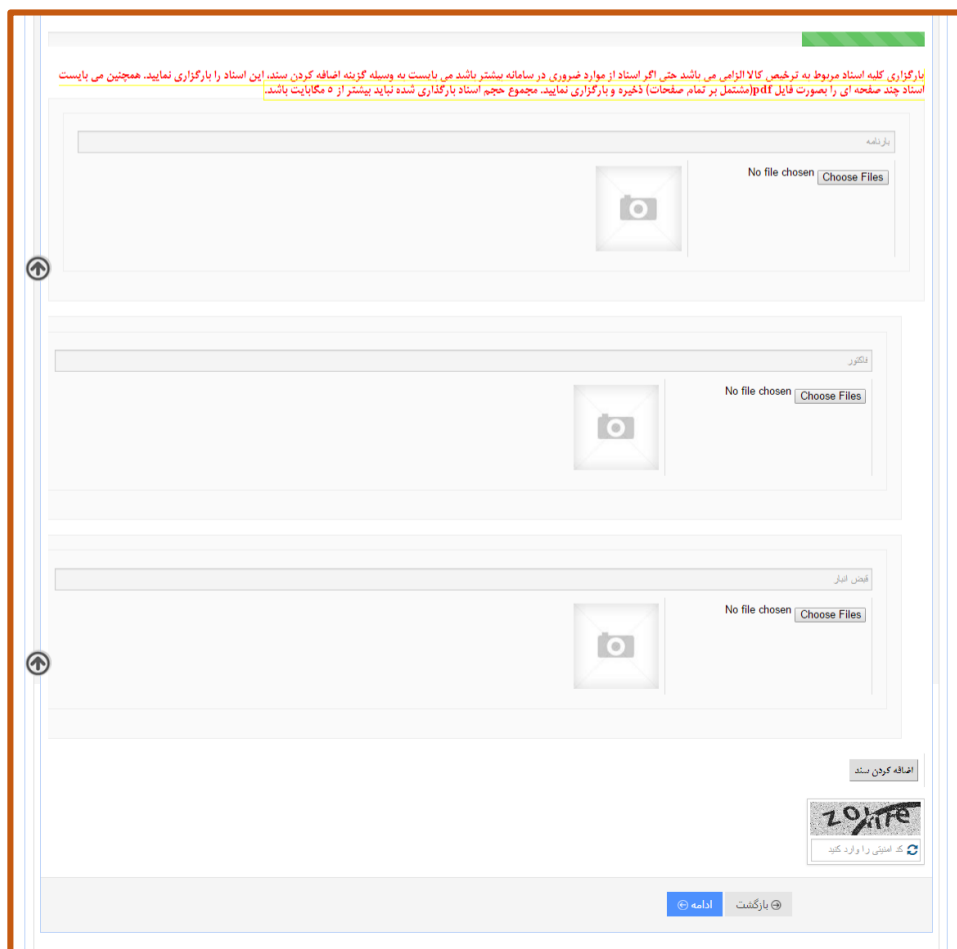 بارگزاری کلیه اسناد مربوط به ترخیص کالا الزامی می باشد حتی اگر اسناد از موارد ضروری در سامانه بیشتر باشد می بایست به وسیله گزینه اضافه کردن سند، این اسناد را بارگزاری نمایید. همچنین می بایست
اسناد چند صفحه ای را بصورت فایل pdf(مشتمل بر تمام صفحات) ذخیره و بارگزاری نمایید. مجموع حجم اسناد بارگذاری شده نباید بیشتر از ۵ مگابایت باشد.
بارنامه
Choose Files No file chosen
فاکتور
Choose Files No file chosen
قبض انبار
Choose Files No file chosen
اضافه کردن سند
کد امنیتی را وارد کنید
بازگشت
ادامه